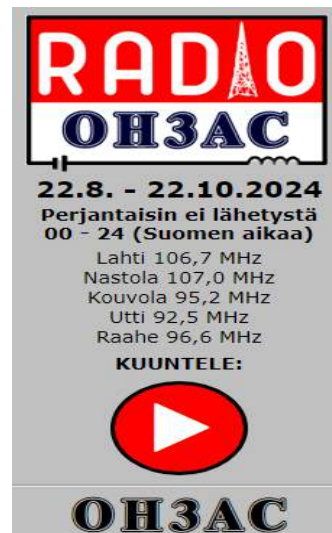 RADIO
OH3AC
22.8. - 22.10.2024
Perjantaisin ei lähetystä
00 - 24 (Suomen aikaa)
Lahti 106,7 MHz
Nastola 107,0 MHz
Kouvola 95,2 MHz
Utti 92,5 MHz
Raahe 96,6 MHz
KUUNTELE:
OH3AC